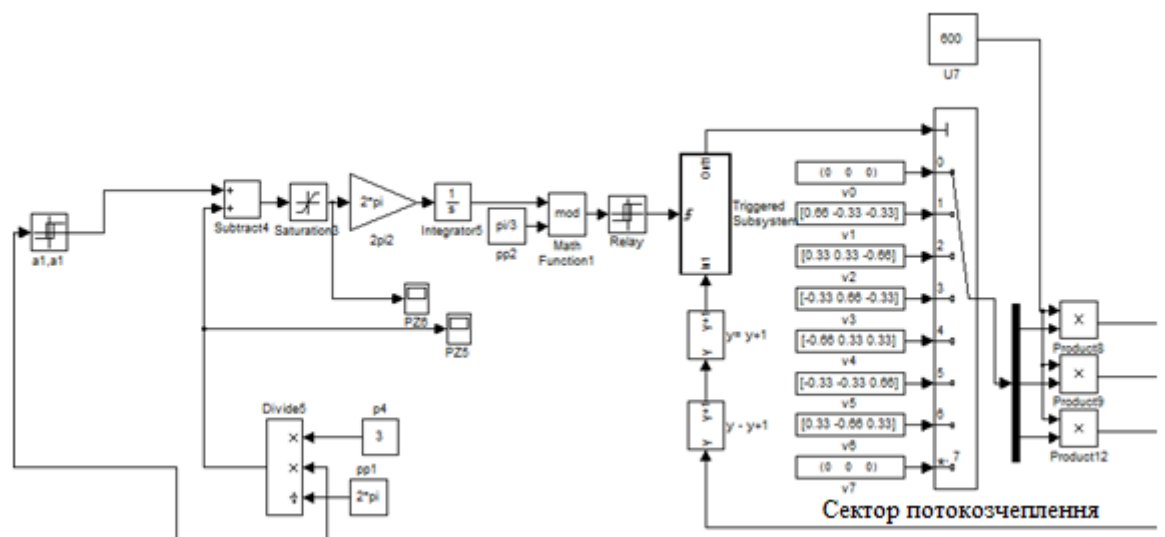 600
U7
0
(0 0 0)
v0
1
[0.66 -0.33 -0.33]
v1
2
[0.33 0.33 -0.66]
v2
3
[-0.33 0.66 -0.33]
v3
4
[-0.66 0.33 0.33]
v4
5
[-0.33 -0.33 0.66]
v5
6
[0.33 -0.66 0.33]
v6
*, 7
(0 0 0)
v7
a1,a1
+
+
Subtract4
Saturation3
2*pi
2pi2
1
s
Integrator5
pi/3
pp2
mod
Math
Function1
Relay
Out1
In1
Triggered
Subsystem
y+1
y
y= y+1
y+1
y
y - y+1
PZ6
PZ5
Divide5
×
×
÷
p4
3
pp1
2*pi
×
Product8
×
Product9
×
Product12
Сектор потокозчеплення